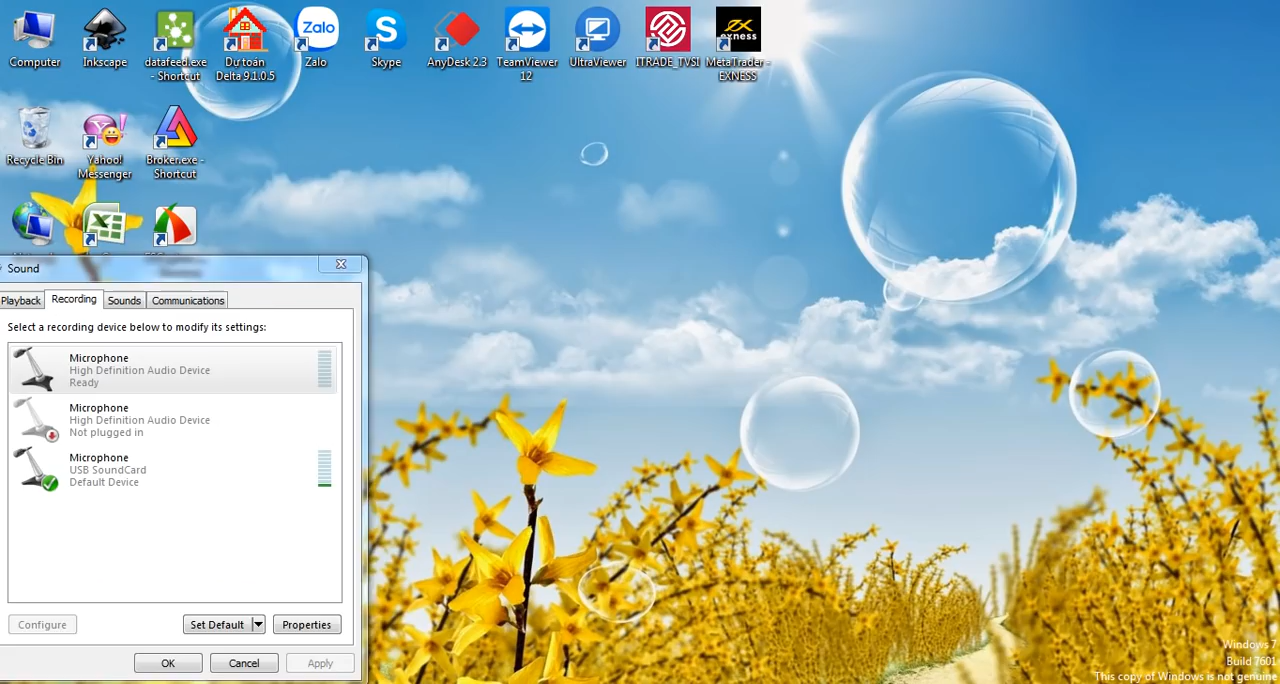 Computer
Inkscape
datafeed.exe
- Shortcut
Dự toán
Delta 9.1.0.5
Zalo
Zalo
Skype
AnyDesk 2.3
TeamViewer
12
UltraViewer
ITRADE_TVSI
exness
MetaTrader -
EXNESS
Recycle Bin
Yahoo!
Messenger
Broker.exe -
Shortcut
Sound
Playback
Recording
Sounds
Communications
Select a recording device below to modify its settings:
Microphone
High Definition Audio Device
Ready
Microphone
High Definition Audio Device
Not plugged in
Microphone
USB SoundCard
Default Device
Configure
Set Default
Properties
OK
Cancel
Apply
Windows 7
Build 7601
This copy of Windows is not genuine